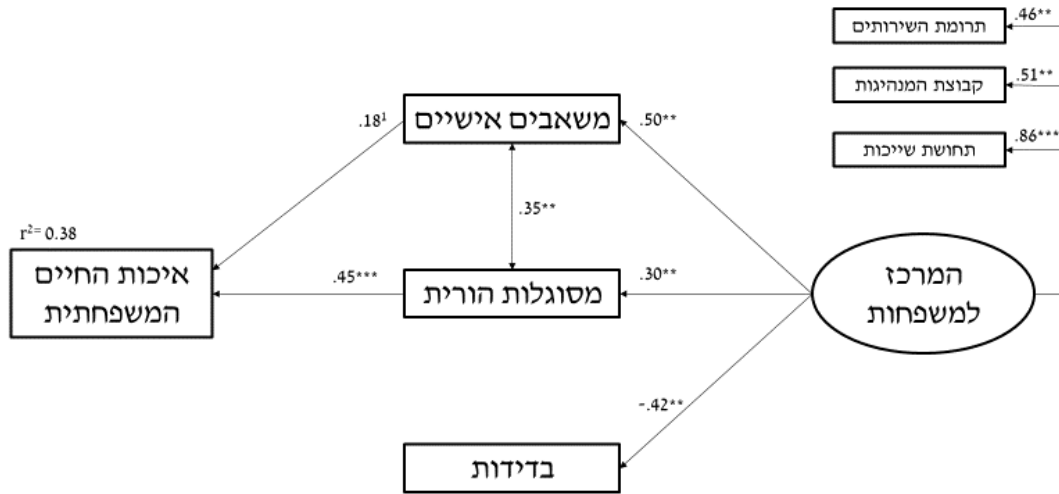 תרומת השירותים
.46**
קבוצת המנהיגות
.51**
תחושת שייכות
.86***
משאבים אישיים
.50**
.18¹
.35**
r²= 0.38
איכות החיים
המשפחתית
.45***
מסוגלות הורית
.30**
המרכז
למשפחות
-.42**
בדידות